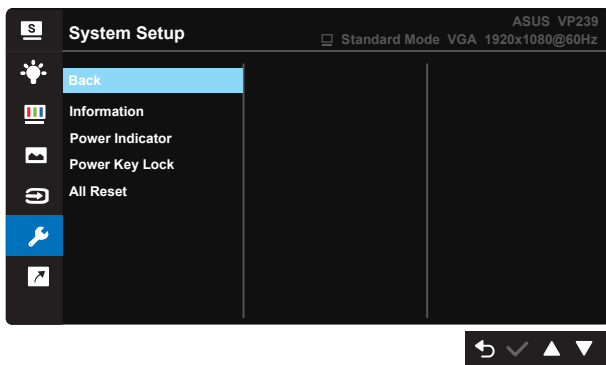 S
System Setup
ASUS VP239
Standard Mode VGA 1920x1080@60Hz
Back
Information
Power Indicator
Power Key Lock
All Reset